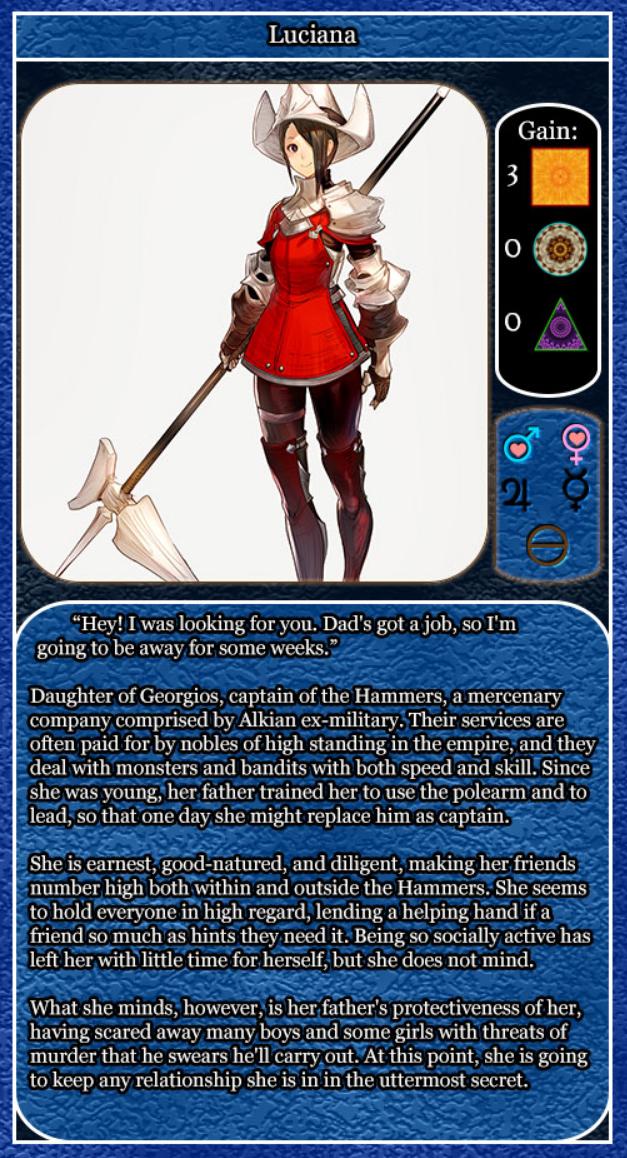 Luciana
Gain:
3
0
0
“Hey! I was looking for you. Dad's got a job, so I'm
going to be away for some weeks.”
Daughter of Georgios, captain of the Hammers, a mercenary
company comprised by Alkian ex-military. Their services are
often paid for by nobles of high standing in the empire, and they
deal with monsters and bandits with both speed and skill. Since
she was young, her father trained her to use the polearm and to
lead, so that one day she might replace him as captain.
She is earnest, good-natured, and diligent, making her friends
number high both within and outside the Hammers. She seems
to hold everyone in high regard, lending a helping hand if a
friend so much as hints they need it. Being so socially active has
left her with little time for herself, but she does not mind.
What she minds, however, is her father's protectiveness of her,
having scared away many boys and some girls with threats of
murder that he swears he'll carry out. At this point, she is going
to keep any relationship she is in in the uttermost secret.